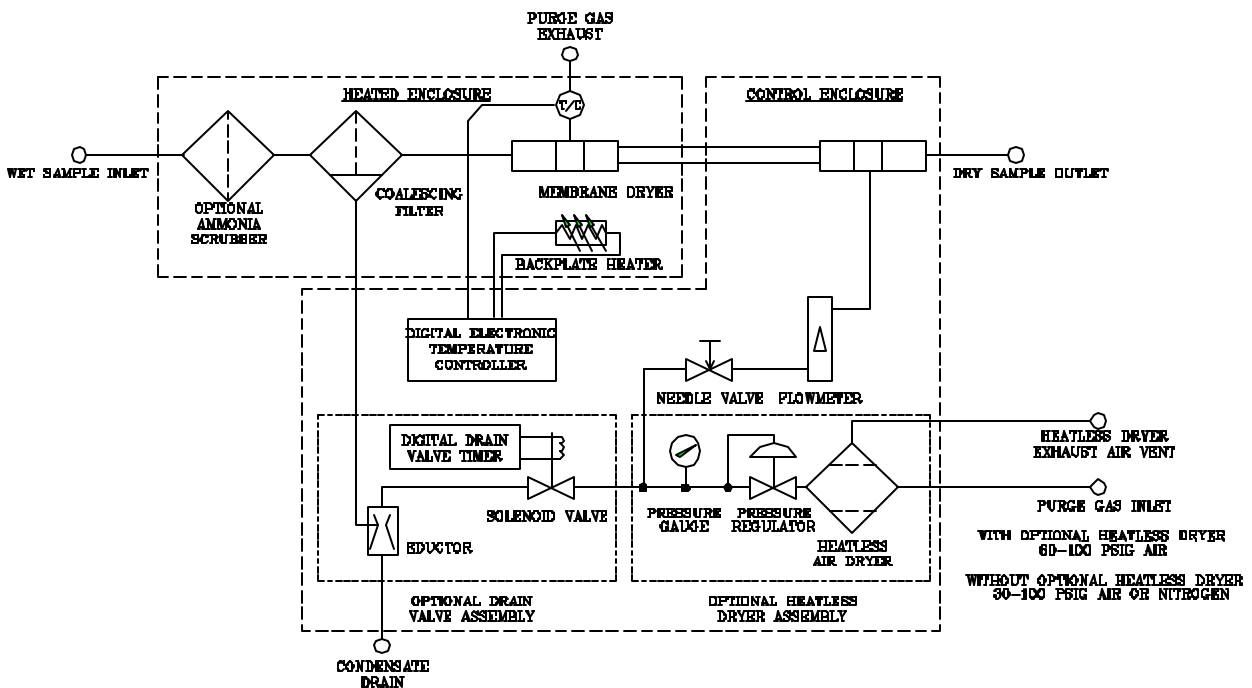 PURGE GAS
EXHAUST
HEATED ENCLOSURE
CONTROL ENCLOSURE
T/C
WET SAMPLE INLET
DRY SAMPLE OUTLET
OPTIONAL
AMMONIA
SCRUBBER
COALESCING
FILTER
MEMBRANE DRYER
BACKPLATE HEATER
DIGITAL ELECTRONIC
TEMPERATURE
CONTROLLER
NEEDLE VALVE
FLOWMETER
DIGITAL DRAIN
VALVE TIMER
SOLENOID VALVE
EDUCTOR
PRESSURE
GAUGE
PRESSURE
REGULATOR
HEATLESS
AIR DRYER
HEATLESS DRYER
EXHAUST AIR VENT
PURGE GAS INLET
WITH OPTIONAL HEATLESS DRYER
60-100 PSIG AIR
WITHOUT OPTIONAL HEATLESS DRYER
30-100 PSIG AIR OR NITROGEN
OPTIONAL DRAIN
VALVE ASSEMBLY
OPTIONAL HEATLESS
DRYER ASSEMBLY
CONDENSATE
DRAIN